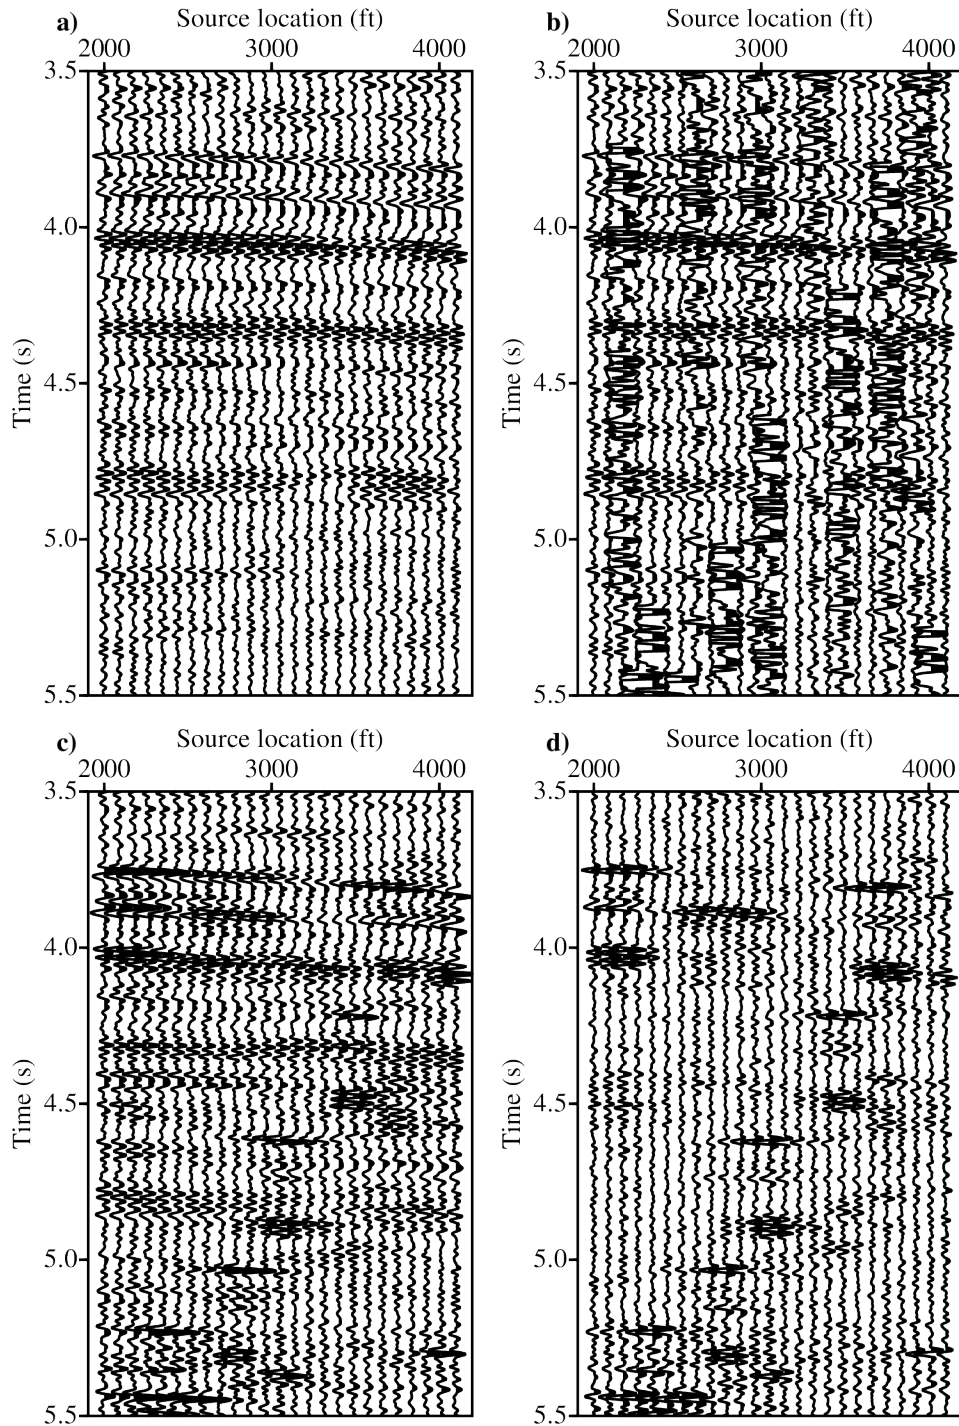 a) Source location (ft)
2000 3000 4000
3.5
4.0
4.5
5.0
5.5
Time (s)
b) Source location (ft)
2000 3000 4000
3.5
4.0
4.5
5.0
5.5
Time (s)
c) Source location (ft)
2000 3000 4000
3.5
4.0
4.5
5.0
5.5
Time (s)
d) Source location (ft)
2000 3000 4000
3.5
4.0
4.5
5.0
5.5
Time (s)